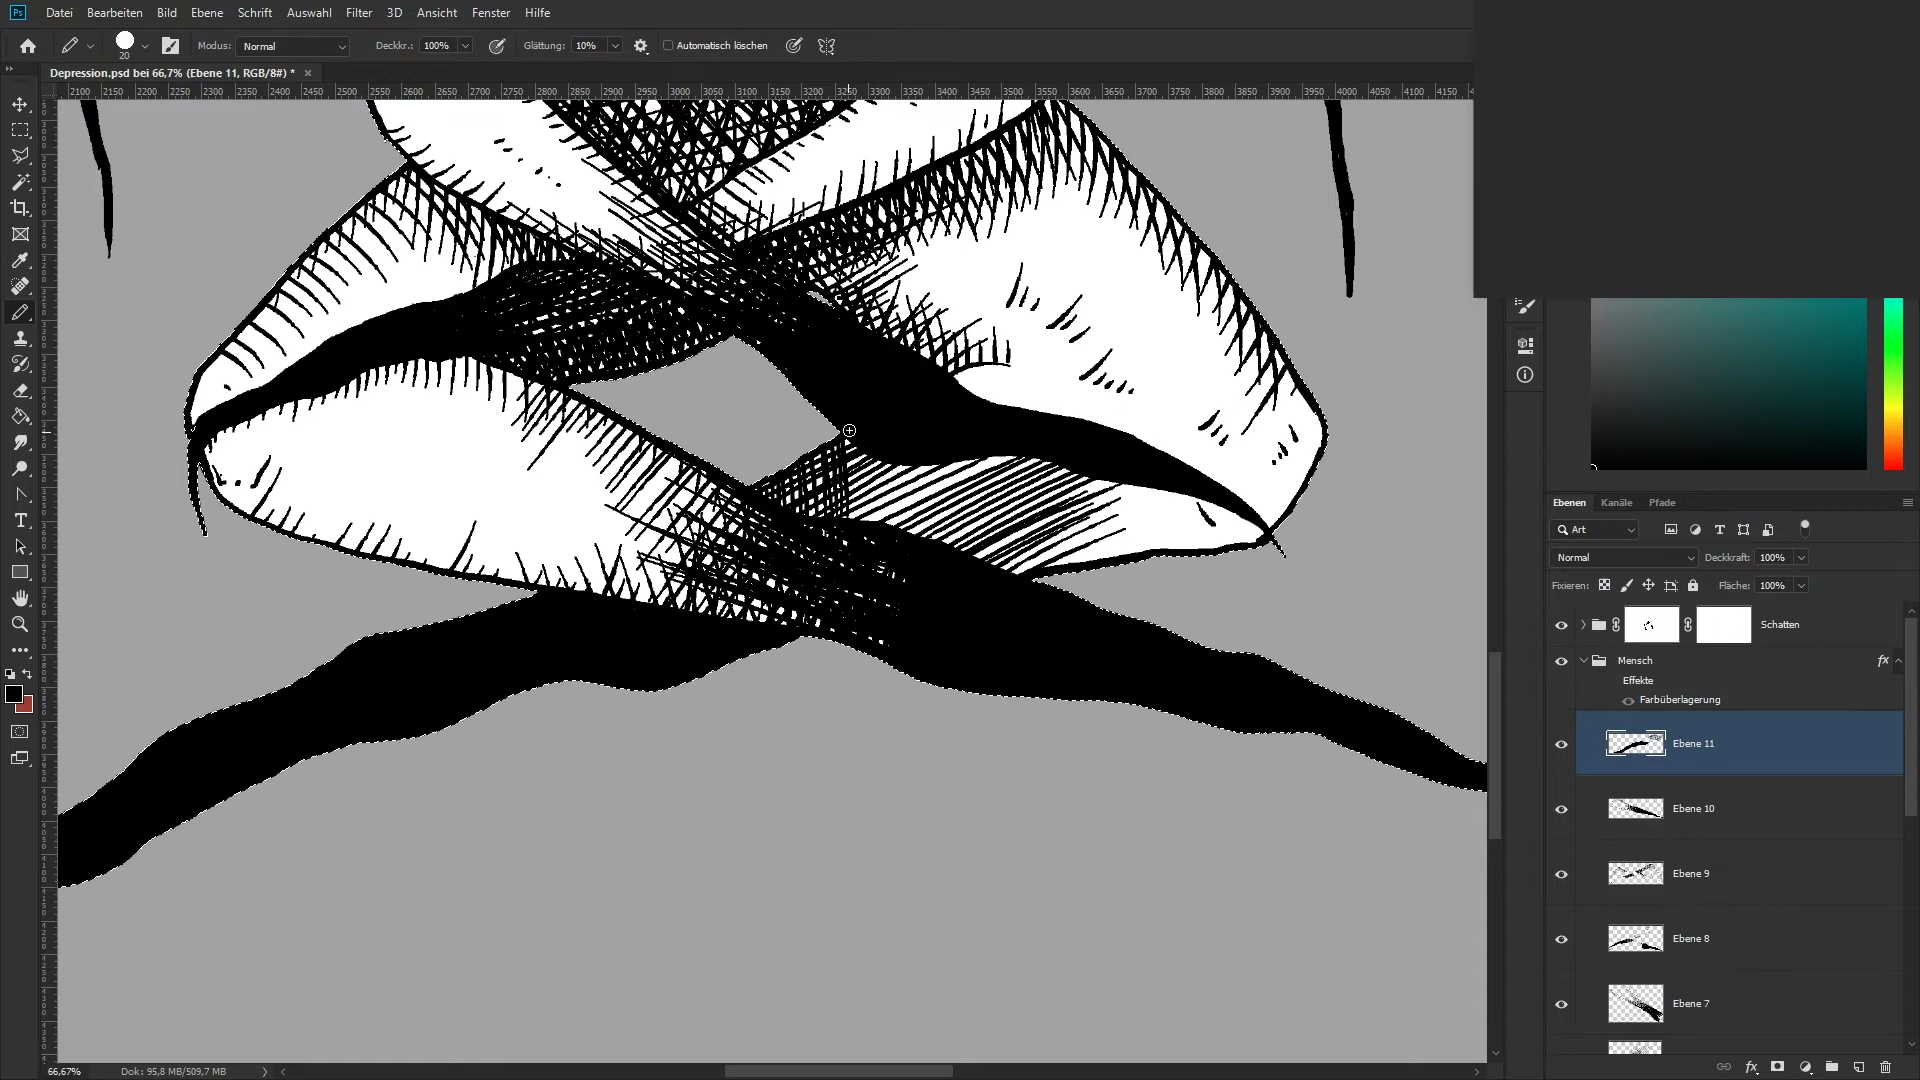 Ps Datei Bearbeiten Bild Ebene Schrift Auswahl Filter 3D Ansicht Fenster Hilfe
20 Modus: Normal Deckkr.: 100% Glättung: 10% Automatisch löschen
Depression.psd bei 66,7% (Ebene 11, RGB/8#) * ×
2100 2150 2200 2250 2300 2350 2400 2450 2500 2550 2600 2650 2700 2750 2800 2850 2900 2950 3000 3050 3100 3150 3200 3250 3300 3350 3400 3450 3500 3550 3600 3650 3700 3750 3800 3850 3900 3950 4000 4050 4100 4150
Ebenen Kanäle Pfade
Art
Normal Deckkraft: 100%
Fixieren: Fläche: 100%
Schatten
Mensch fx
Effekte
Farbüberlagerung
Ebene 11
Ebene 10
Ebene 9
Ebene 8
Ebene 7
fx
66,67% Dok: 95,8 MB/509,7 MB